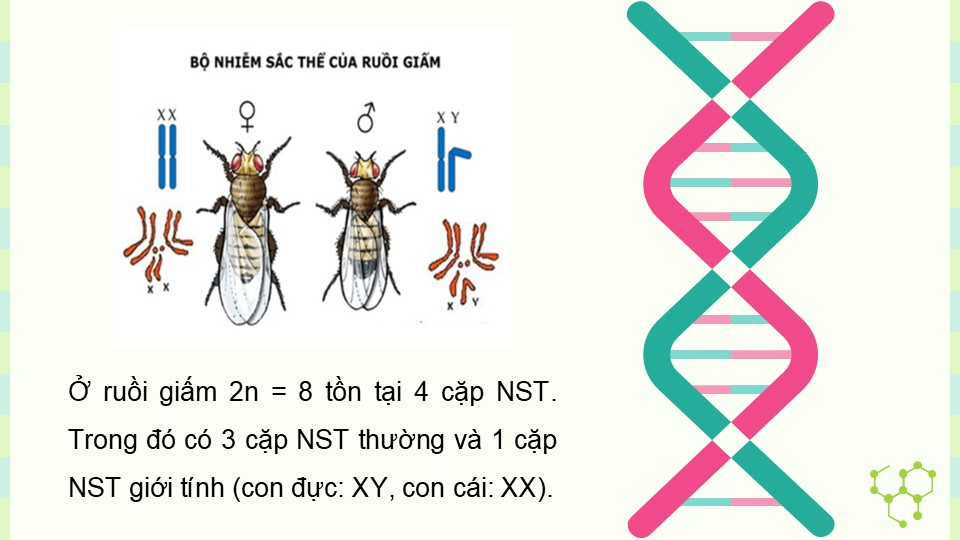 BỘ NHIỄM SẮC THỂ CỦA RUỒI GIẤM
XX ♀ ♂ X Y
X X X Y
Ở ruồi giấm 2n = 8 tồn tại 4 cặp NST.
Trong đó có 3 cặp NST thường và 1 cặp
NST giới tính (con đực: XY, con cái: XX).